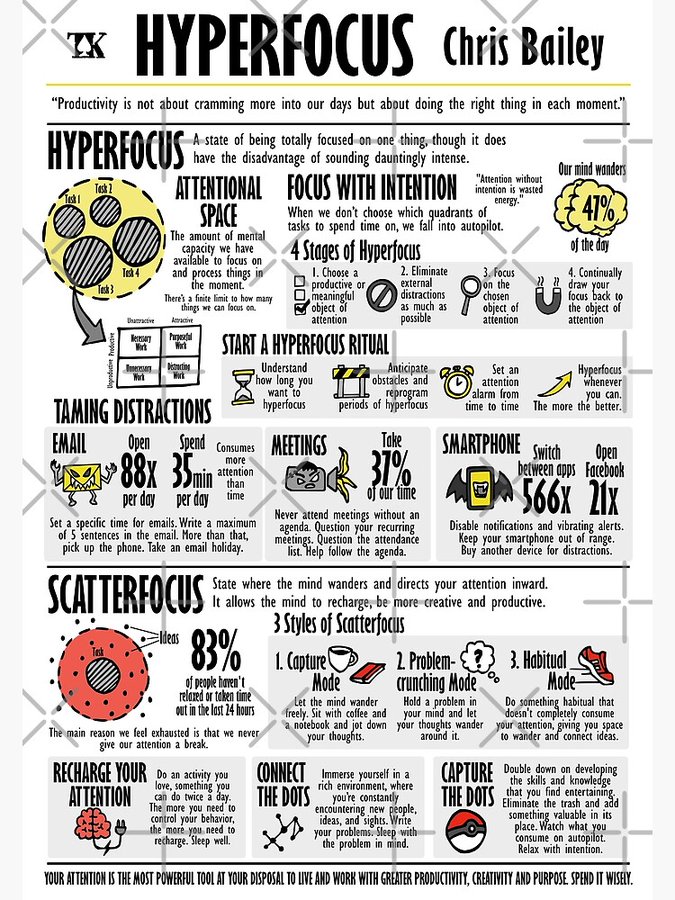 TK
HYPERFOCUS
Chris Bailey
“Productivity is not about cramming more into our days but about doing the right thing in each moment.”
HYPERFOCUS
A state of being totally focused on one thing, though it does
have the disadvantage of sounding dauntingly intense.
Task 1
Task 2
Task 4
Task 3
ATTENTIONAL
SPACE
The amount of mental
capacity we have
available to focus on
and process things in
the moment.
There's a finite limit to how many
things we can focus on.
FOCUS WITH INTENTION
When we don't choose which quadrants of
tasks to spend time on, we fall into autopilot.
"Attention without
intention is wasted
energy."
Our mind wanders
47%
of the day
4 Stages of Hyperfocus
1. Choose a
productive or
meaningful
object of
attention
2. Eliminate
external
distractions
as much as
possible
3. Focus
on the
chosen
object of
attention
4. Continually
draw your
focus back to
the object of
attention
Unattractive
Attractive
Productive
Unproductive
Necessary
Work
Purposeful
Work
Unnecessary
Work
Distracting
Work
START A HYPERFOCUS RITUAL
Understand
how long you
want to
hyperfocus
Anticipate
obstacles and
reprogram
periods of hyperfocus
Set an
attention
alarm from
time to time
Hyperfocus
whenever
you can.
The more the better.
TAMING DISTRACTIONS
EMAIL
Open
88x
per day
Spend
35min
per day
Consumes
more
attention
than
time
Set a specific time for emails. Write a maximum
of 5 sentences in the email. More than that,
pick up the phone. Take an email holiday.
MEETINGS
Take
37%
of our time
Never attend meetings without an
agenda. Question your recurring
meetings. Question the attendance
list. Help follow the agenda.
SMARTPHONE
Switch
between apps
566x
Open
Facebook
21x
Disable notifications and vibrating alerts.
Keep your smartphone out of range.
Buy another device for distractions.
SCATTERFOCUS
State where the mind wanders and directs your attention inward.
It allows the mind to recharge, be more creative and productive.
Ideas
Task
83%
of people haven't
relaxed or taken time
out in the last 24 hours
The main reason we feel exhausted is that we never
give our attention a break.
3 Styles of Scatterfocus
1. Capture
Mode
Let the mind wander
freely. Sit with coffee and
a notebook and jot down
your thoughts.
2. Problem-
crunching Mode
Hold a problem in
your mind and let
your thoughts wander
around it.
3. Habitual
Mode
Do something habitual that
doesn't completely consume
your attention, giving you space
to wander and connect ideas.
RECHARGE YOUR
ATTENTION
Do an activity you
love, something you
can do twice a day.
The more you need to
control your behavior,
the more you need to
recharge. Sleep well.
CONNECT
THE DOTS
Immerse yourself in a
rich environment, where
you're constantly
encountering new people,
ideas, and sights. Write
your problems. Sleep with
the problem in mind.
CAPTURE
THE DOTS
Double down on developing
the skills and knowledge
that you find entertaining.
Eliminate the trash and add
something valuable in its
place. Watch what you
consume on autopilot.
Relax with intention.
YOUR ATTENTION IS THE MOST POWERFUL TOOL AT YOUR DISPOSAL TO LIVE AND WORK WITH GREATER PRODUCTIVITY, CREATIVITY AND PURPOSE. SPEND IT WISELY.